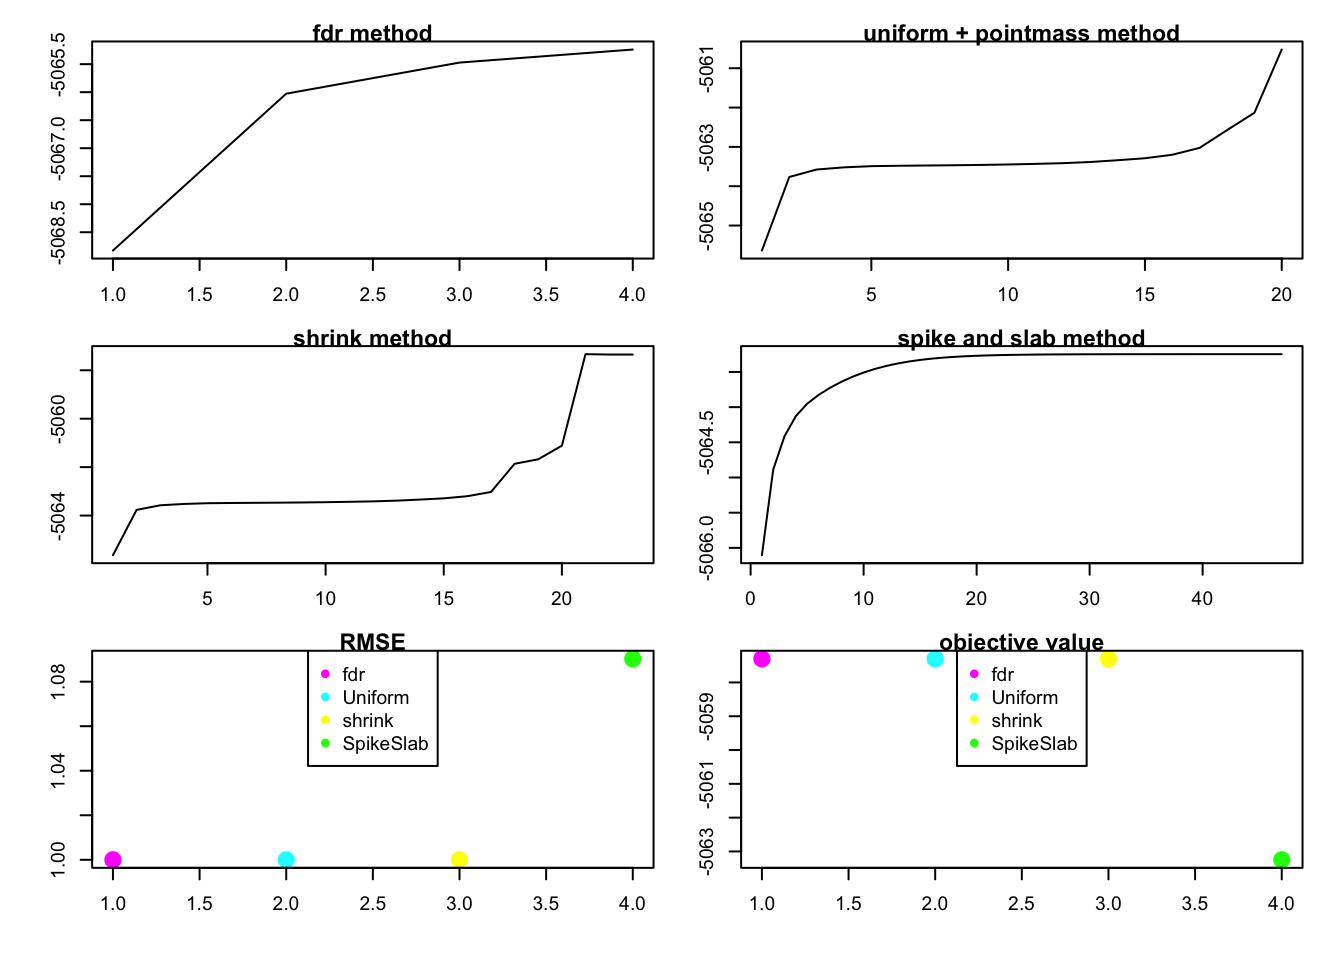 fdr method
-5065.5
-5067.0
-5068.5
1.0 1.5 2.0 2.5 3.0 3.5 4.0
uniform + pointmass method
-5061
-5063
-5065
5 10 15 20
shrink method
-5060
-5064
5 10 15 20
spike and slab method
-5064.5
-5066.0
0 10 20 30 40
RMSE
1.08
1.04
1.00
fdr
Uniform
shrink
SpikeSlab
1.0 1.5 2.0 2.5 3.0 3.5 4.0
objective value
-5059
-5061
-5063
fdr
Uniform
shrink
SpikeSlab
1.0 1.5 2.0 2.5 3.0 3.5 4.0